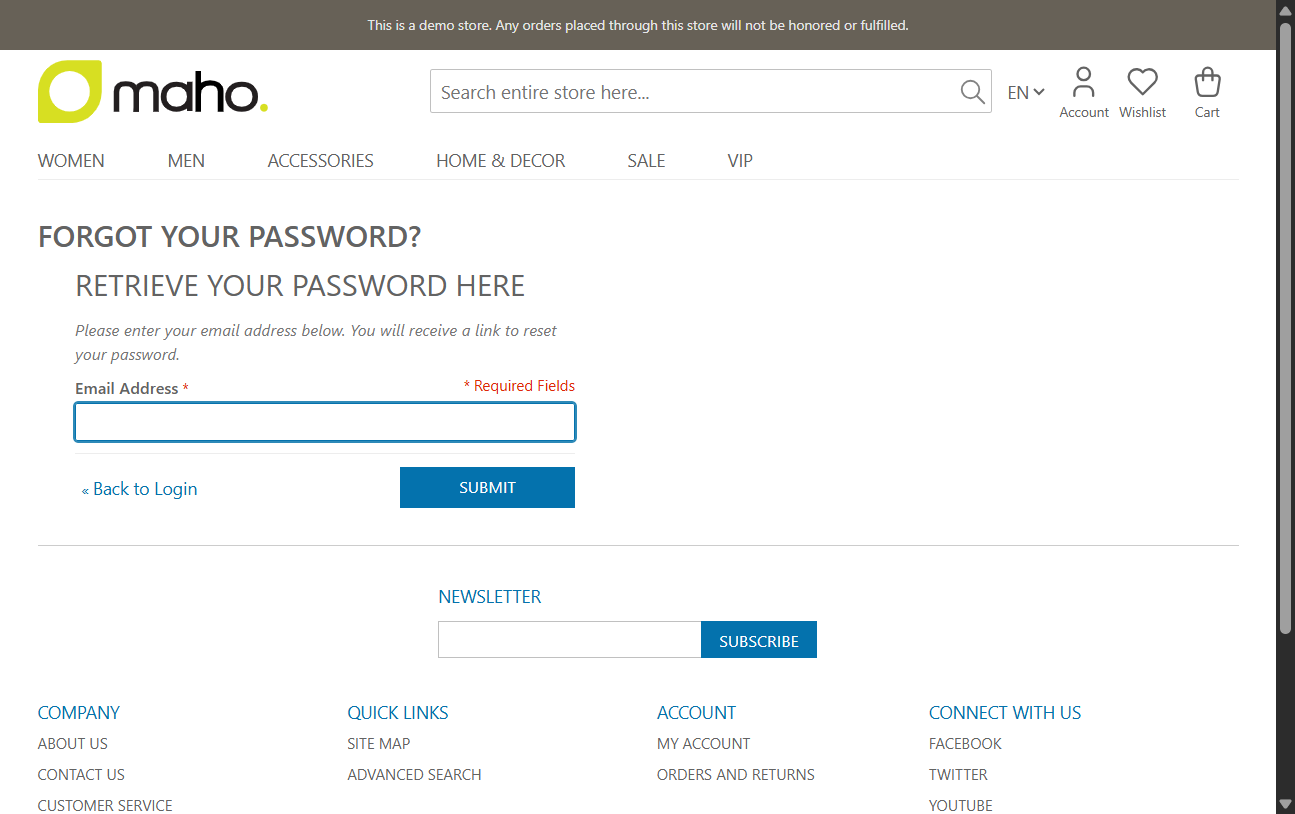 This is a demo store. Any orders placed through this store will not be honored or fulfilled.
maho.
Search entire store here...
EN
Account
Wishlist
Cart
WOMEN
MEN
ACCESSORIES
HOME & DECOR
SALE
VIP
FORGOT YOUR PASSWORD?
RETRIEVE YOUR PASSWORD HERE
Please enter your email address below. You will receive a link to reset
your password.
Email Address *
* Required Fields
« Back to Login
SUBMIT
NEWSLETTER
SUBSCRIBE
COMPANY
ABOUT US
CONTACT US
CUSTOMER SERVICE
QUICK LINKS
SITE MAP
ADVANCED SEARCH
ACCOUNT
MY ACCOUNT
ORDERS AND RETURNS
CONNECT WITH US
FACEBOOK
TWITTER
YOUTUBE